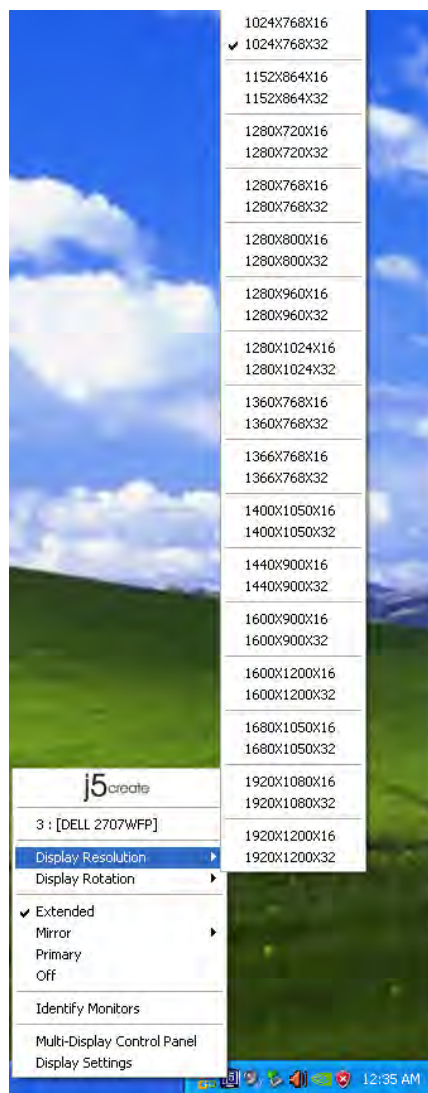 1024X768X16
1024X768X32
1152X864X16
1152X864X32
1280X720X16
1280X720X32
1280X768X16
1280X768X32
1280X800X16
1280X800X32
1280X960X16
1280X960X32
1280X1024X16
1280X1024X32
1360X768X16
1360X768X32
1366X768X16
1366X768X32
1400X1050X16
1400X1050X32
1440X900X16
1440X900X32
1600X900X16
1600X900X32
1600X1200X16
1600X1200X32
1680X1050X16
1680X1050X32
1920X1080X16
1920X1080X32
1920X1200X16
1920X1200X32
j5create
3 : [DELL 2707WFP]
Display Resolution
Display Rotation
Extended
Mirror
Primary
Off
Identify Monitors
Multi-Display Control Panel
Display Settings
12:35 AM